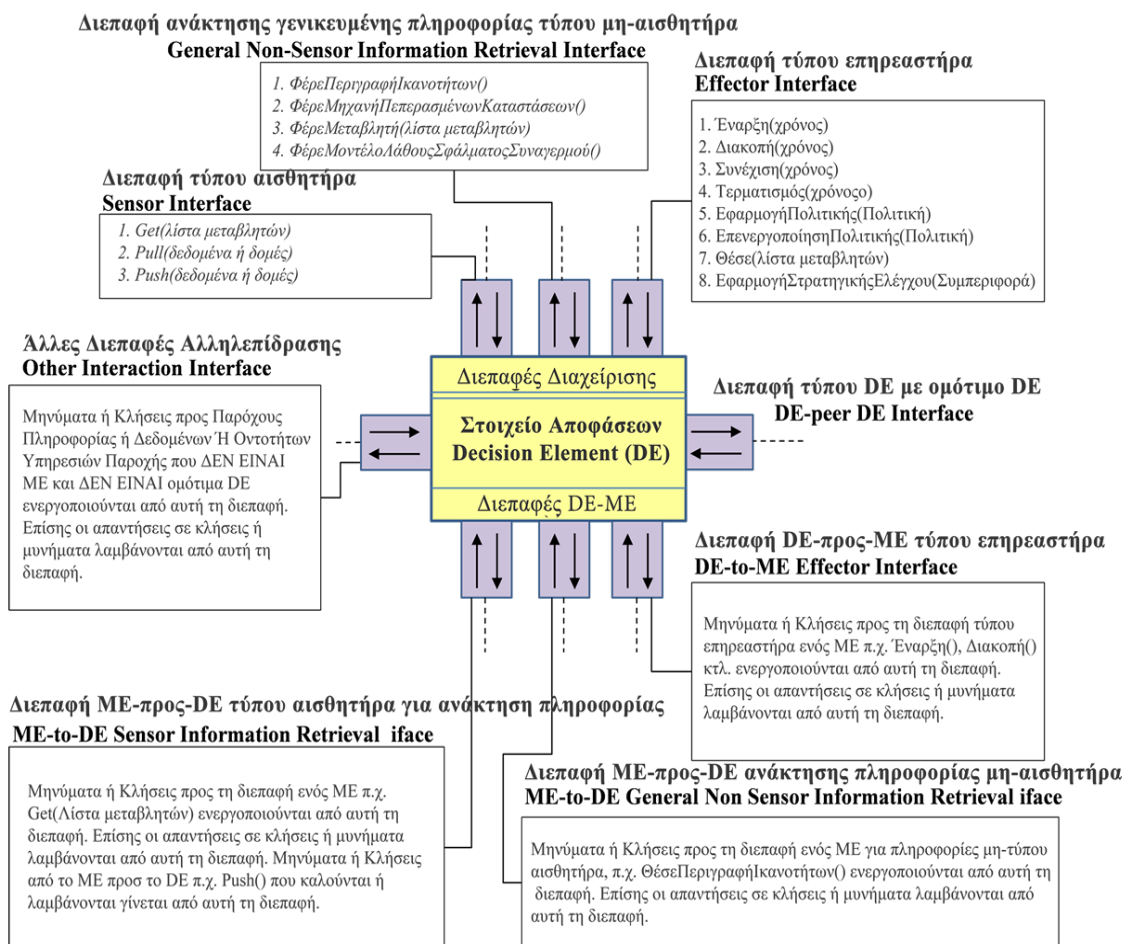 Διεπαφή ανάκτησης γενικευμένης πληροφορίας τύπου μη-αισθητήρα
General Non-Sensor Information Retrieval Interface
1. ΦέρεΠεριγραφήΙκανοτήτων()
2. ΦέρεΜηχανήΠεπερασμένωνΚαταστάσεων()
3. ΦέρεΜεταβλητή(λίστα μεταβλητών)
4. ΦέρεΜοντέλοΛάθουςΣφάλματοςΣυναγερμού()
Διεπαφή τύπου επηρεαστήρα
Effector Interface
1. Έναρξη(χρόνος)
2. Διακοπή(χρόνος)
3. Συνέχιση(χρόνος)
4. Τερματισμός(χρόνοςο)
5. ΕφαρμογήΠολιτικής(Πολιτική)
6. ΕπενεργοποίησηΠολιτικής(Πολιτική)
7. Θέσε(λίστα μεταβλητών)
8. ΕφαρμογήΣτρατηγικήςΕλέγχου(Συμπεριφορά)
Διεπαφή τύπου αισθητήρα
Sensor Interface
1. Get(λίστα μεταβλητών)
2. Pull(δεδομένα ή δομές)
3. Push(δεδομένα ή δομές)
Άλλες Διεπαφές Αλληλεπίδρασης
Other Interaction Interface
Μηνύματα ή Κλήσεις προς Παρόχους
Πληροφορίας ή Δεδομένων Ή Οντοτήτων
Υπηρεσιών Παροχής που ΔΕΝ ΕΙΝΑΙ
ΜΕ και ΔΕΝ ΕΙΝΑΙ ομότιμα DE
ενεργοποιούνται από αυτή τη διεπαφή.
Επίσης οι απαντήσεις σε κλήσεις ή
μυνήματα λαμβάνονται από αυτή τη
διεπαφή.
Διεπαφές Διαχείρισης
Στοιχείο Αποφάσεων
Decision Element (DE)
Διεπαφές DE-ME
Διεπαφή τύπου DE με ομότιμο DE
DE-peer DE Interface
Διεπαφή DE-προς-ME τύπου επηρεαστήρα
DE-to-ME Effector Interface
Μηνύματα ή Κλήσεις προς τη διεπαφή τύπου
επηρεαστήρα ενός ME π.χ. Έναρξη(), Διακοπή()
κτλ. ενεργοποιούνται από αυτή τη διεπαφή.
Επίσης οι απαντήσεις σε κλήσεις ή μυνήματα
λαμβάνονται από αυτή τη διεπαφή.
Διεπαφή ME-προς-DE τύπου αισθητήρα για ανάκτηση πληροφορίας
ME-to-DE Sensor Information Retrieval iface
Μηνύματα ή Κλήσεις προς τη διεπαφή ενός ME π.χ.
Get(Λίστα μεταβλητών) ενεργοποιούνται από αυτή τη
διεπαφή. Επίσης οι απαντήσεις σε κλήσεις ή μυνήματα
λαμβάνονται από αυτή τη διεπαφή. Μηνύματα ή Κλήσεις
από το ME προσ το DE π.χ. Push() που καλούνται ή
λαμβάνονται γίνεται από αυτή τη διεπαφή.
Διεπαφή ME-προς-DE ανάκτησης πληροφορίας μη-αισθητήρα
ME-to-DE General Non Sensor Information Retrieval iface
Μηνύματα ή Κλήσεις προς τη διεπαφή ενός ME για πληροφορίες μη-τύπου
αισθητήρα, π.χ. ΘέσεΠεριγραφήΙκανοτήτων() ενεργοποιούνται από αυτή τη
διεπαφή. Επίσης οι απαντήσεις σε κλήσεις ή μυνήματα λαμβάνονται από
αυτή τη διεπαφή.